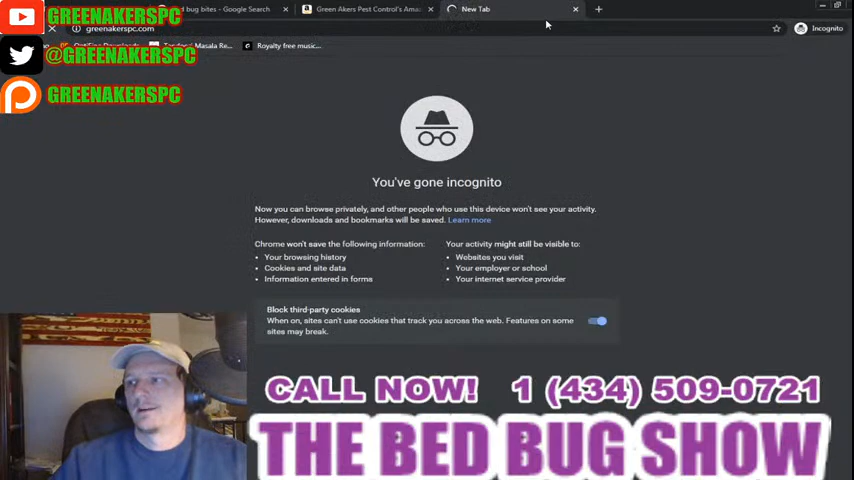 d bug bites - Google Search
Green Akers Pest Control's Ama
New Tab
greenakerspc.com
Incognito
Masala Re...
Royalty free music...
GREENAKERSPC
@GREENAKERSPC
GREENAKERSPC
You've gone incognito
Now you can browse privately, and other people who use this device won't see your activity.
However, downloads and bookmarks will be saved. Learn more
Chrome won't save the following information:
Your browsing history
Cookies and site data
Information entered in forms
Your activity might still be visible to:
Websites you visit
Your employer or school
Your internet service provider
Block third-party cookies
When on, sites can't use cookies that track you across the web. Features on some
sites may break.
CALL NOW! 1 (434) 509-0721
THE BED BUG SHOW